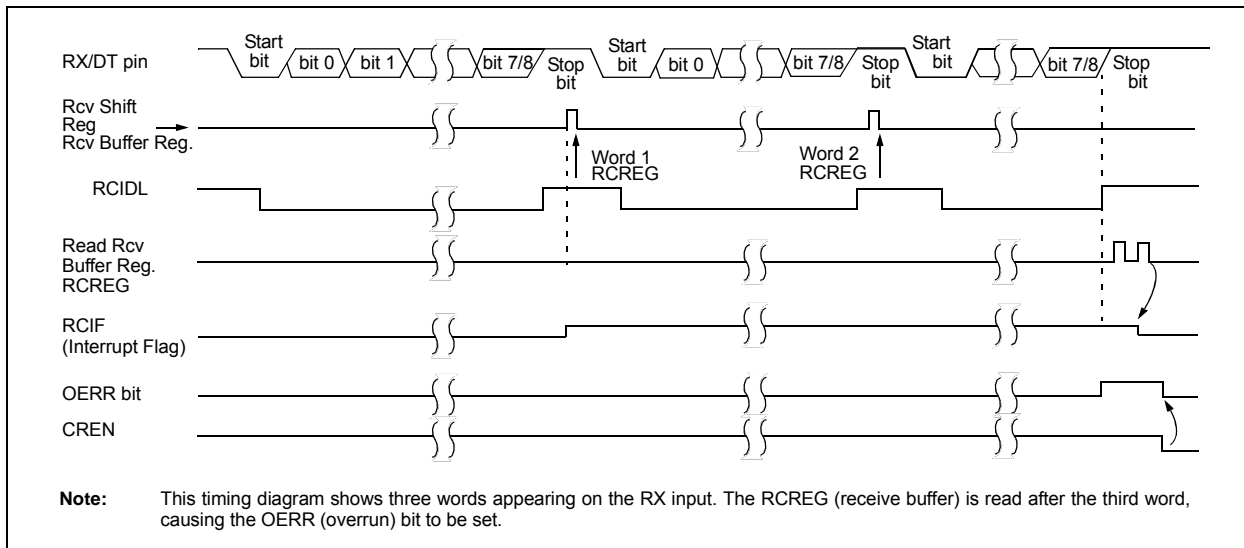 RX/DT pin
Start
bit
bit 0
bit 1
bit 7/8
Stop
bit
Start
bit
bit 0
bit 7/8
Stop
bit
Start
bit
bit 7/8
Stop
bit
Rcv Shift
Reg
Rcv Buffer Reg.
Word 1
RCREG
Word 2
RCREG
RCIDL
Read Rcv
Buffer Reg.
RCREG
RCIF
(Interrupt Flag)
OERR bit
CREN
Note: This timing diagram shows three words appearing on the RX input. The RCREG (receive buffer) is read after the third word,
causing the OERR (overrun) bit to be set.